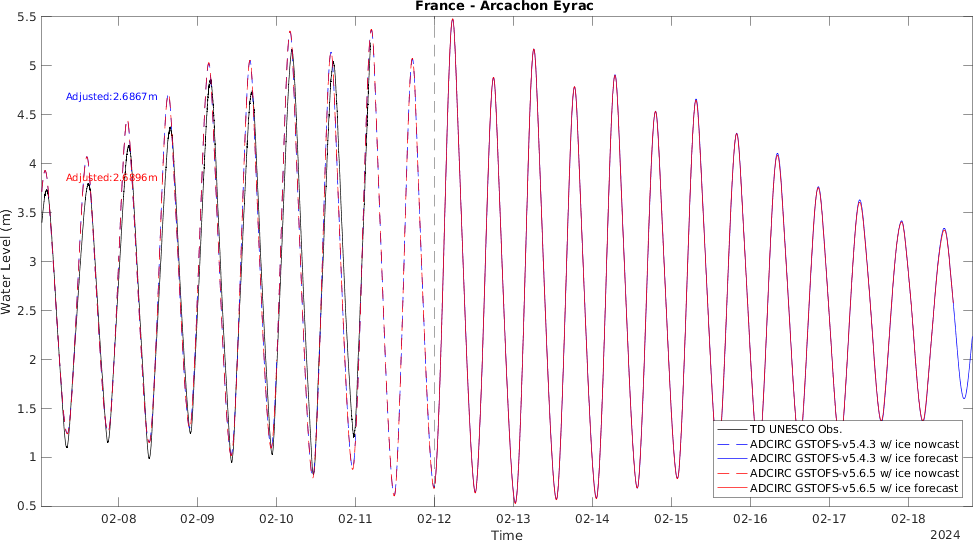 France - Arcachon Eyrac
5.5
5
4.5
4
3.5
3
2.5
2
1.5
1
0.5
Water Level (m)
Adjusted:2.6867m
Adjusted:2.6896m
TD UNESCO Obs.
ADCIRC GSTOFS-v5.4.3 w/ ice nowcast
ADCIRC GSTOFS-v5.4.3 w/ ice forecast
ADCIRC GSTOFS-v5.6.5 w/ ice nowcast
ADCIRC GSTOFS-v5.6.5 w/ ice forecast
02-08 02-09 02-10 02-11 02-12 02-13 02-14 02-15 02-16 02-17 02-18
Time
2024